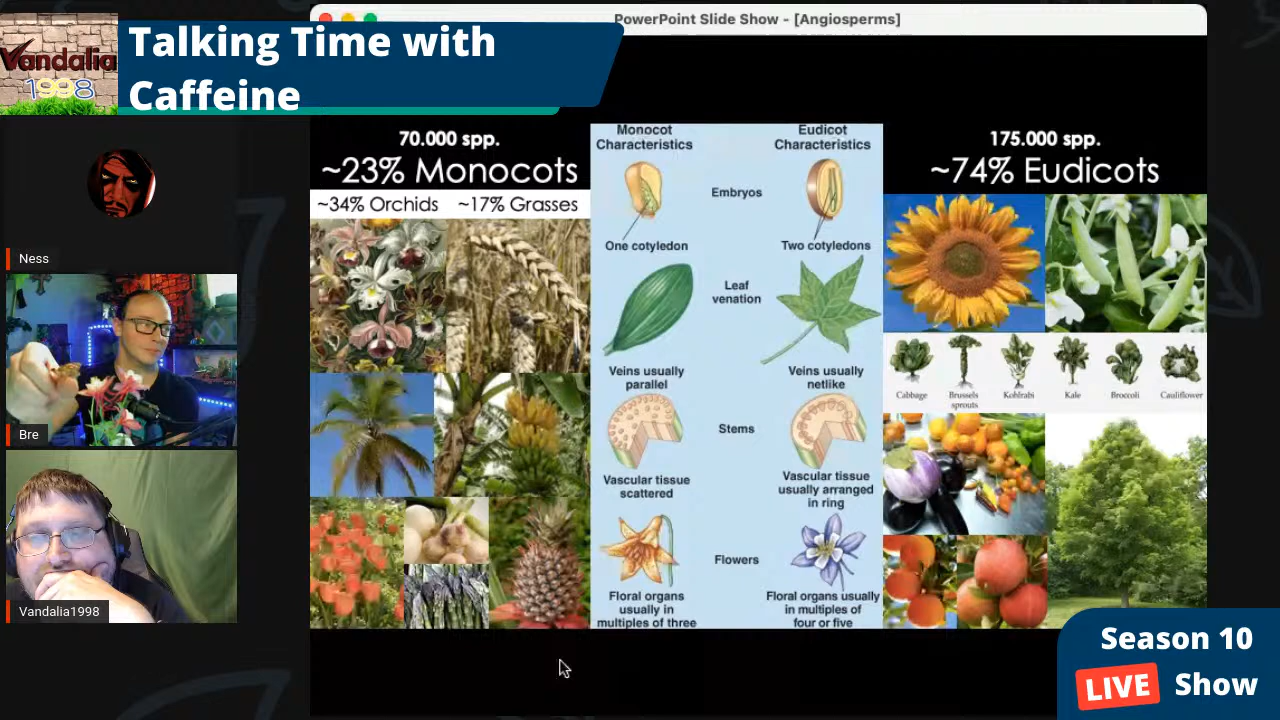 PowerPoint Slide Show - [Angiosperms]
Vandalia
1998
Talking Time with
Caffeine
Ness
Bre
Vandalia1998
70.000 spp.
~23% Monocots
~34% Orchids ~17% Grasses
Monocot
Characteristics
Eudicot
Characteristics
Embryos
One cotyledon
Two cotyledons
Leaf
venation
Veins usually
parallel
Veins usually
netlike
Stems
Vascular tissue
scattered
Vascular tissue
usually arranged
in ring
Flowers
Floral organs
usually in
multiples of three
Floral organs usually
in multiples of
four or five
175.000 spp.
~74% Eudicots
Cabbage
Brussels
sprouts
Kohlrabi
Kale
Broccoli
Cauliflower
Season 10
LIVE Show